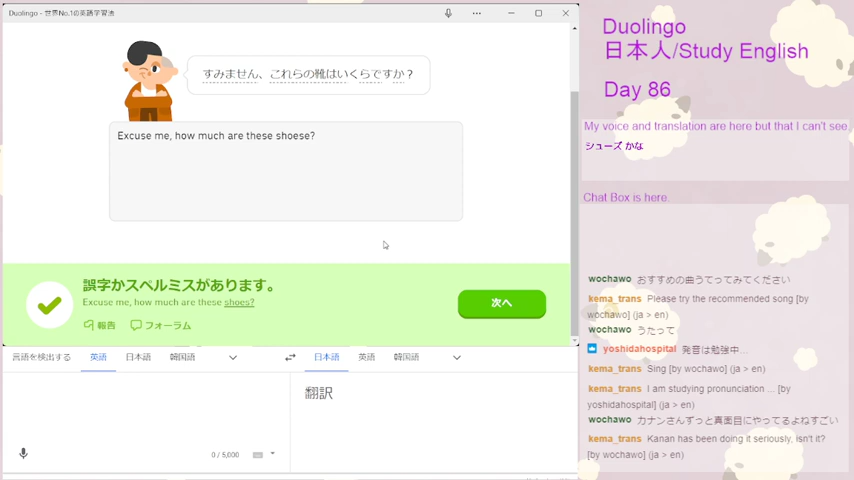 Duolingo - 世界No.1の英語学習法
すみません、これらの靴はいくらですか？
Excuse me, how much are these shoese?
誤字かスペルミスがあります。
Excuse me, how much are these shoes?
報告
フォーラム
次へ
言語を検出する 英語 日本語 韓国語
日本語 英語 韓国語
翻訳
0 / 5,000
Duolingo
日本人/Study English
Day 86
My voice and translation are here but that I can't see
シューズ かな
Chat Box is here.
wochawo おすすめの曲うてってみてください
kema_trans Please try the recommended song [by
wochawo] (ja > en)
wochawo うたって
yoshidahospital 発音は勉強中...
kema_trans Sing [by wochawo] (ja > en)
kema_trans I am studying pronunciation ... [by
yoshidahospital] (ja > en)
wochawo カナンさんずっと真面目にやってるよねすごい
kema_trans Kanan has been doing it seriously, isn't it?
[by wochawo] (ja > en)